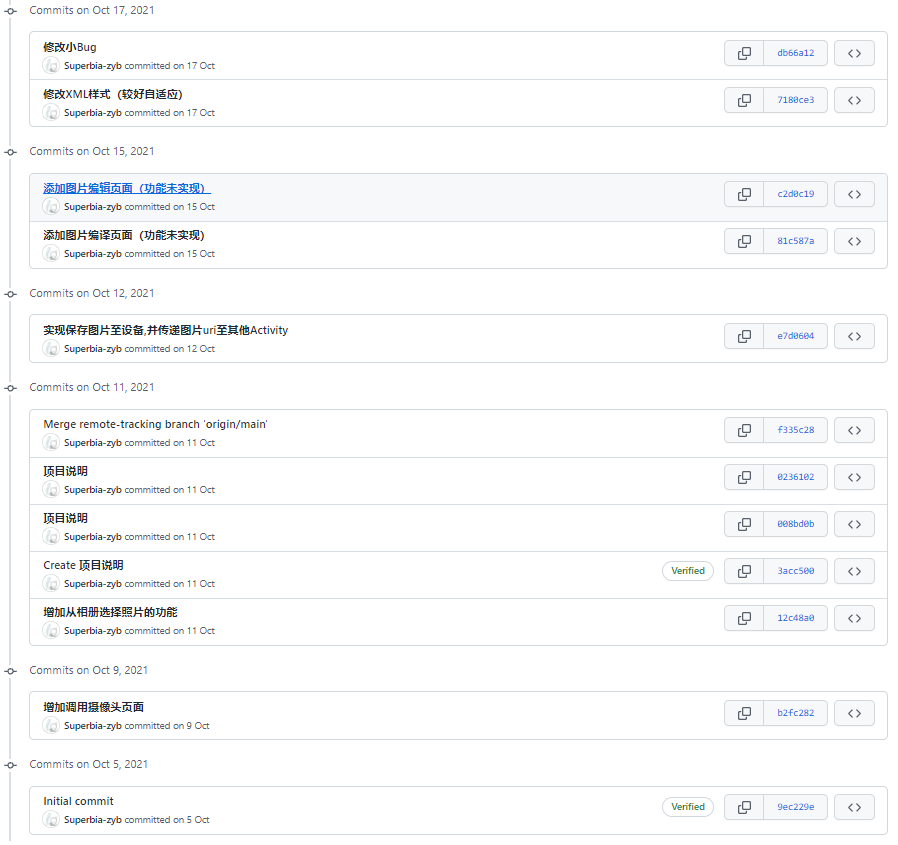 Commits on Oct 17, 2021
修改小Bug
db66a12
Superbia-zyb committed on 17 Oct
修改XML样式（较好自适应）
7180ce3
Superbia-zyb committed on 17 Oct
Commits on Oct 15, 2021
添加图片编辑页面（功能未实现）
c2d0c19
Superbia-zyb committed on 15 Oct
添加图片编译页面（功能未实现）
81c587a
Superbia-zyb committed on 15 Oct
Commits on Oct 12, 2021
实现保存图片至设备,并传递图片uri至其他Activity
e7d0604
Superbia-zyb committed on 12 Oct
Commits on Oct 11, 2021
Merge remote-tracking branch 'origin/main'
f335c28
Superbia-zyb committed on 11 Oct
项目说明
0236102
Superbia-zyb committed on 11 Oct
项目说明
008bd0b
Superbia-zyb committed on 11 Oct
Create 项目说明
Verified 3acc500
Superbia-zyb committed on 11 Oct
增加从相册选择照片的功能
12c48a0
Superbia-zyb committed on 11 Oct
Commits on Oct 9, 2021
增加调用摄像头页面
b2fc282
Superbia-zyb committed on 9 Oct
Commits on Oct 5, 2021
Initial commit
Verified 9ec229e
Superbia-zyb committed on 5 Oct